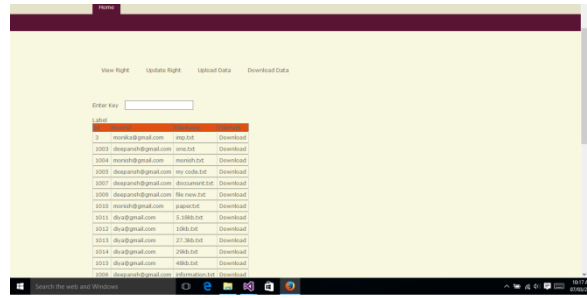 Home
View Right Update Right Upload Data Download Data
Enter Key
Label
3 monika@gmail.com imp.txt Download
1003 deepansh@gmail.com one.txt Download
1004 monish@gmail.com monish.txt Download
1005 deepansh@gmail.com my code.txt Download
1007 deepansh@gmail.com document.txt Download
1009 deepansh@gmail.com file new.txt Download
1010 monish@gmail.com paper.txt Download
1011 diya@gmail.com 5.16kb.txt Download
1012 diya@gmail.com 16kb.txt Download
1013 diya@gmail.com 27.3kb.txt Download
1014 diya@gmail.com 29kb.txt Download
1015 diya@gmail.com 48kb.txt Download
1006 deepansh@gmail.com information.txt Download
Search the web and Windows